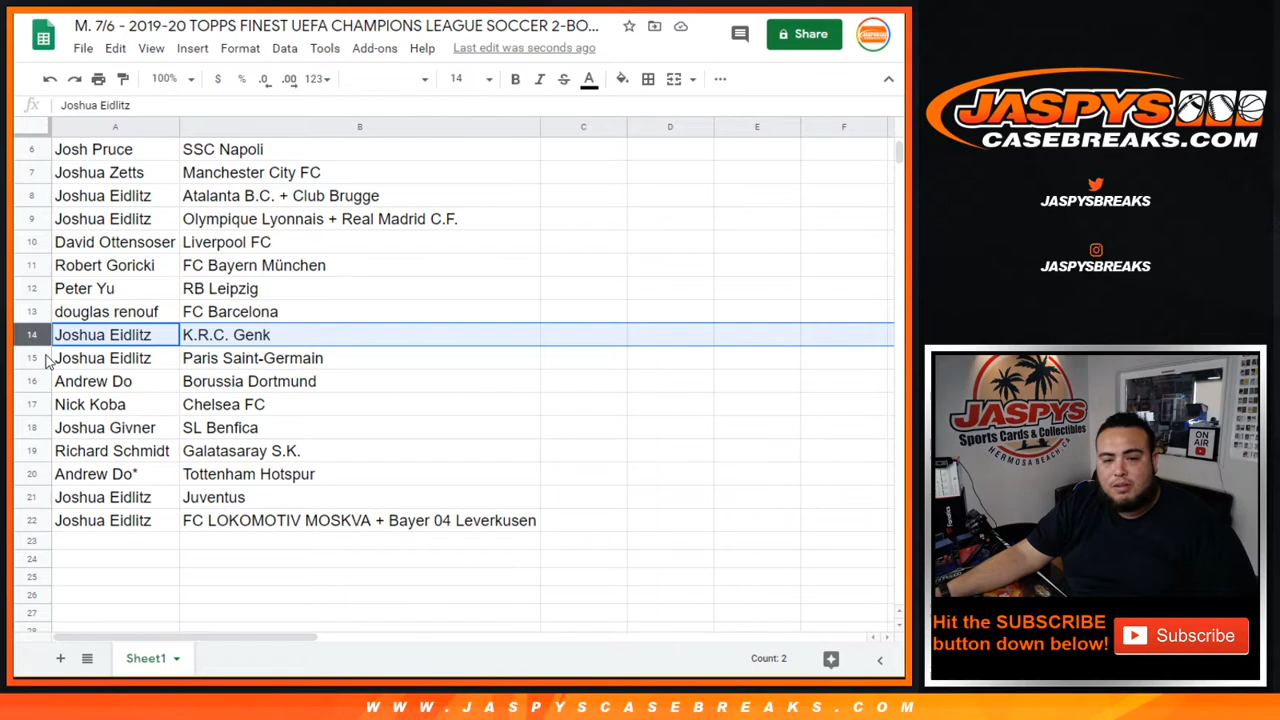 M. 7/6 - 2019-20 TOPPS FINEST UEFA CHAMPIONS LEAGUE SOCCER 2-BO...
File Edit View Insert Format Data Tools Add-ons Help Last edit was seconds ago
Share
100% $ % .0 .00 123 14 B I S A
fx Joshua Eidlitz
A B C D E F
6 Josh Pruce SSC Napoli
7 Joshua Zetts Manchester City FC
8 Joshua Eidlitz Atalanta B.C. + Club Brugge
9 Joshua Eidlitz Olympique Lyonnais + Real Madrid C.F.
10 David Ottensoser Liverpool FC
11 Robert Goricki FC Bayern München
12 Peter Yu RB Leipzig
13 douglas renouf FC Barcelona
14 Joshua Eidlitz K.R.C. Genk
15 Joshua Eidlitz Paris Saint-Germain
16 Andrew Do Borussia Dortmund
17 Nick Koba Chelsea FC
18 Joshua Givner SL Benfica
19 Richard Schmidt Galatasaray S.K.
20 Andrew Do* Tottenham Hotspur
21 Joshua Eidlitz Juventus
22 Joshua Eidlitz FC LOKOMOTIV MOSKVA + Bayer 04 Leverkusen
23
24
25
26
27
28
Sheet1
Count: 2
JASPYS
CASEBREAKS.COM
JASPYSBREAKS
JASPYSBREAKS
JASPYS
Sports Cards & Collectibles
HERMOSA BEACH, CA
ON AIR
Fanatics
Hit the SUBSCRIBE
button down below!
Subscribe
WWW.JASPYSCASEBREAKS.COM